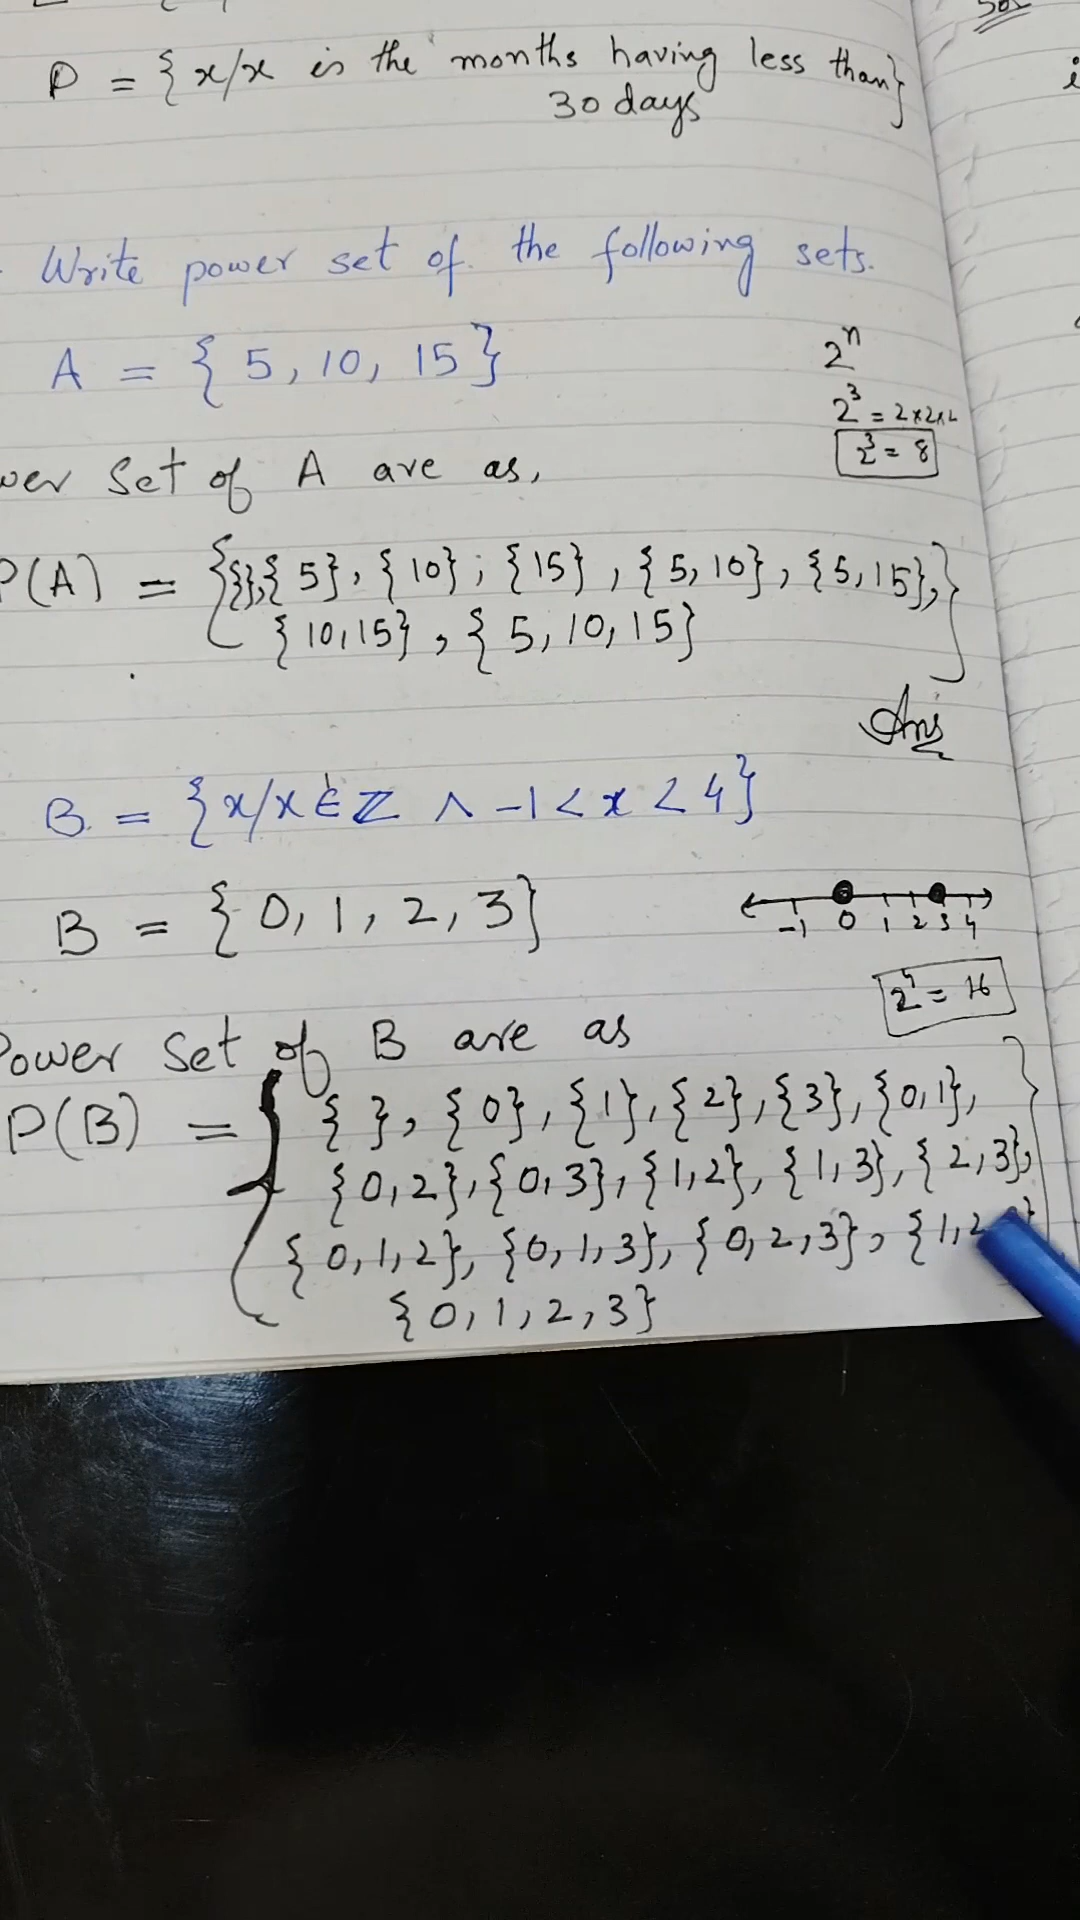 D = {x/x is the months having less than}
30 days
Write power set of the following sets.
A = { 5, 10, 15 }
2ⁿ
2³ = 2×2×2
2³ = 8
wer Set of A are as,
P(A) = {{},{5}, {10}; {15}, {5,10}, {5,15},
{10,15}, {5, 10, 15} }
Ans
B = {x/x ∈ ℤ ∧ -1 < x < 4}
B = {0, 1, 2, 3}
-1 0 1 2 3 4
2⁴ = 16
Power Set of B are as
P(B) = { { }, {0}, {1}, {2}, {3}, {0,1},
{0,2}, {0,3}, {1,2}, {1,3}, {2,3},
{0,1,2}, {0,1,3}, {0,2,3}, {1,2
{0,1,2,3} }